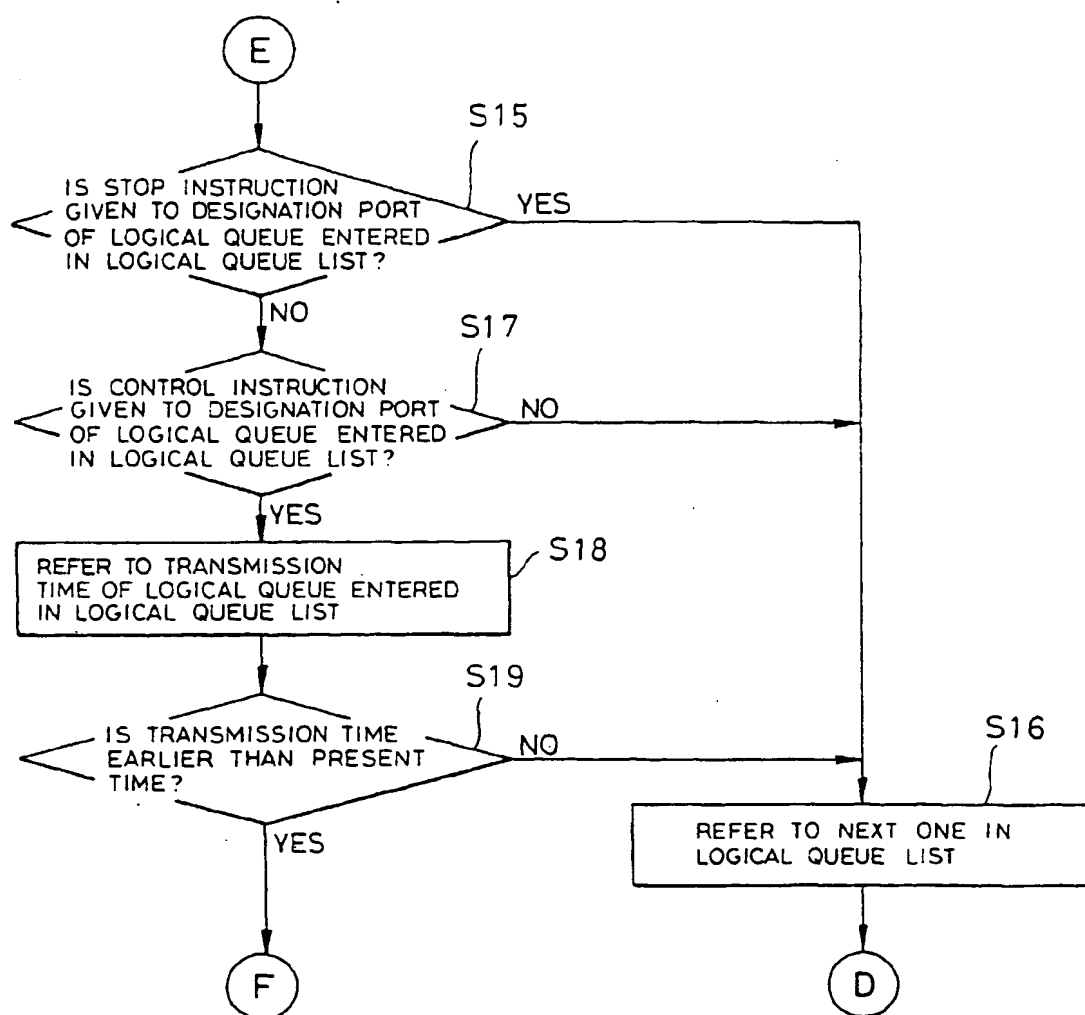 E
S15
IS STOP INSTRUCTION
GIVEN TO DESIGNATION PORT
OF LOGICAL QUEUE ENTERED
IN LOGICAL QUEUE LIST?
YES
NO
S17
IS CONTROL INSTRUCTION
GIVEN TO DESIGNATION PORT
OF LOGICAL QUEUE ENTERED
IN LOGICAL QUEUE LIST?
NO
YES
S18
REFER TO TRANSMISSION
TIME OF LOGICAL QUEUE ENTERED
IN LOGICAL QUEUE LIST
S19
IS TRANSMISSION TIME
EARLIER THAN PRESENT
TIME?
NO
YES
S16
REFER TO NEXT ONE IN
LOGICAL QUEUE LIST
F
D